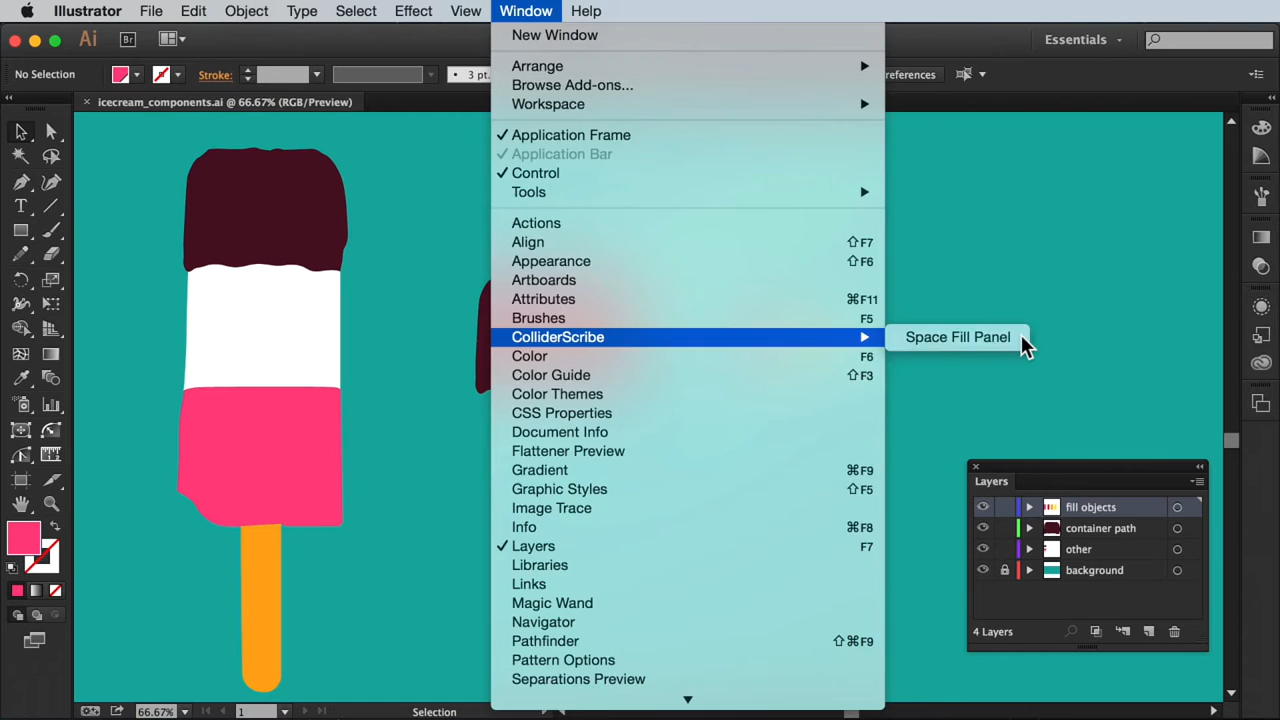 Illustrator File Edit Object Type Select Effect View Window Help
Ai Br Essentials
No Selection Stroke: 3 pt. references
× icecream_components.ai @ 66.67% (RGB/Preview)
New Window
Arrange
Browse Add-ons...
Workspace
✓ Application Frame
✓ Application Bar
✓ Control
Tools
Actions
Align ⇧F7
Appearance ⇧F6
Artboards
Attributes ⌘F11
Brushes F5
ColliderScribe
Space Fill Panel
Color F6
Color Guide ⇧F3
Color Themes
CSS Properties
Document Info
Flattener Preview
Gradient ⌘F9
Graphic Styles ⇧F5
Image Trace
Info ⌘F8
✓ Layers F7
Libraries
Links
Magic Wand
Navigator
Pathfinder ⇧⌘F9
Pattern Options
Separations Preview
Layers
fill objects
container path
other
background
4 Layers
66.67% 1 Selection